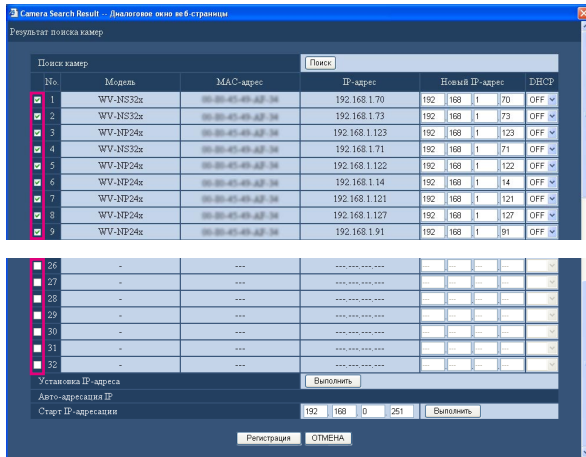 Camera Search Result -- Диалоговое окно веб-страницы
Результат поиска камер
Поиск камер Поиск
No. Модель MAC-адрес IP-адрес Новый IP-адрес DHCP
1 WV-NS32x 192.168.1.70 192 .168 .1 .70 OFF
2 WV-NS32x 192.168.1.73 192 .168 .1 .73 OFF
3 WV-NP24x 192.168.1.123 192 .168 .1 .123 OFF
4 WV-NS32x 192.168.1.71 192 .168 .1 .71 OFF
5 WV-NP24x 192.168.1.122 192 .168 .1 .122 OFF
6 WV-NP24x 192.168.1.14 192 .168 .1 .14 OFF
7 WV-NP24x 192.168.1.121 192 .168 .1 .121 OFF
8 WV-NP24x 192.168.1.127 192 .168 .1 .127 OFF
9 WV-NP24x 192.168.1.91 192 .168 .1 .91 OFF
26 - --- ---.---.---.--- --- .--- .--- .---
27 - --- ---.---.---.--- --- .--- .--- .---
28 - --- ---.---.---.--- --- .--- .--- .---
29 - --- ---.---.---.--- --- .--- .--- .---
30 - --- ---.---.---.--- --- .--- .--- .---
31 - --- ---.---.---.--- --- .--- .--- .---
32 - --- ---.---.---.--- --- .--- .--- .---
Установка IP-адреса Выполнить
Авто-адресация IP
Старт IP-адресации 192 . 168 . 0 . 251 Выполнить
Регистрация ОТМЕНА